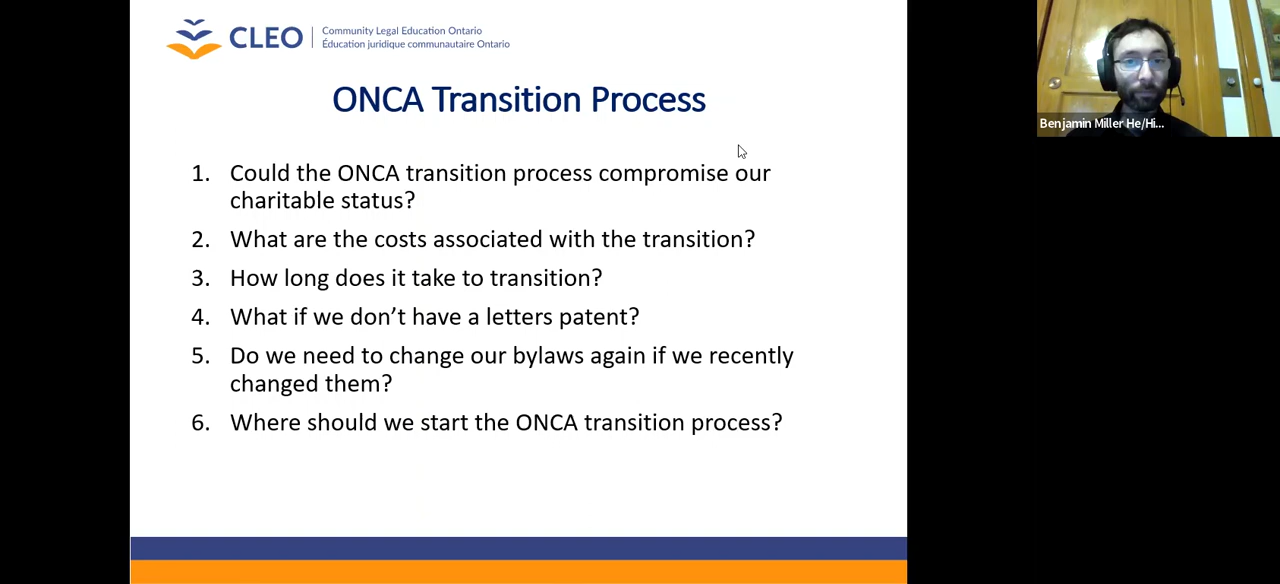 CLEO
Community Legal Education Ontario
Éducation juridique communautaire Ontario
ONCA Transition Process
1. Could the ONCA transition process compromise our
charitable status?
2. What are the costs associated with the transition?
3. How long does it take to transition?
4. What if we don’t have a letters patent?
5. Do we need to change our bylaws again if we recently
changed them?
6. Where should we start the ONCA transition process?
Benjamin Miller He/Hi...